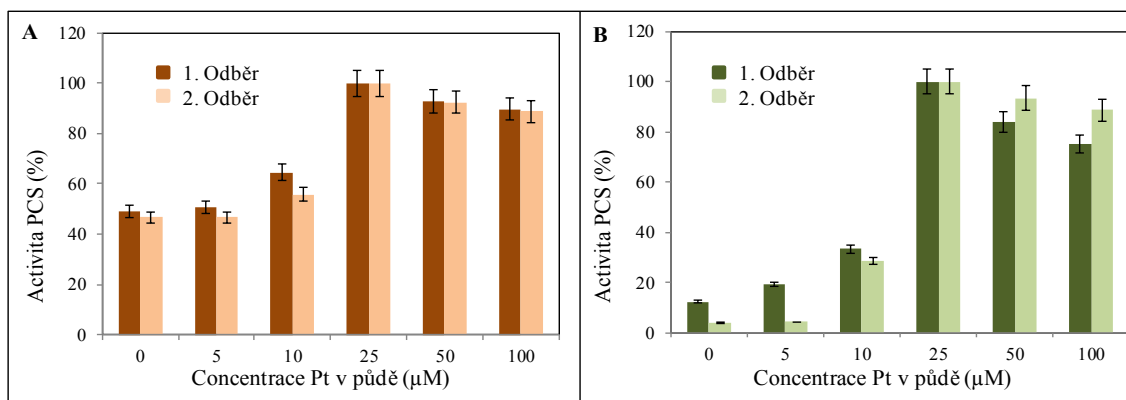 A
120
100
80
60
40
20
0
Activita PCS (%)
1. Odběr
2. Odběr
0 5 10 25 50 100
Concentrace Pt v půdě (µM)
B
120
100
80
60
40
20
0
Activita PCS (%)
1. Odběr
2. Odběr
0 5 10 25 50 100
Concentrace Pt v půdě (µM)